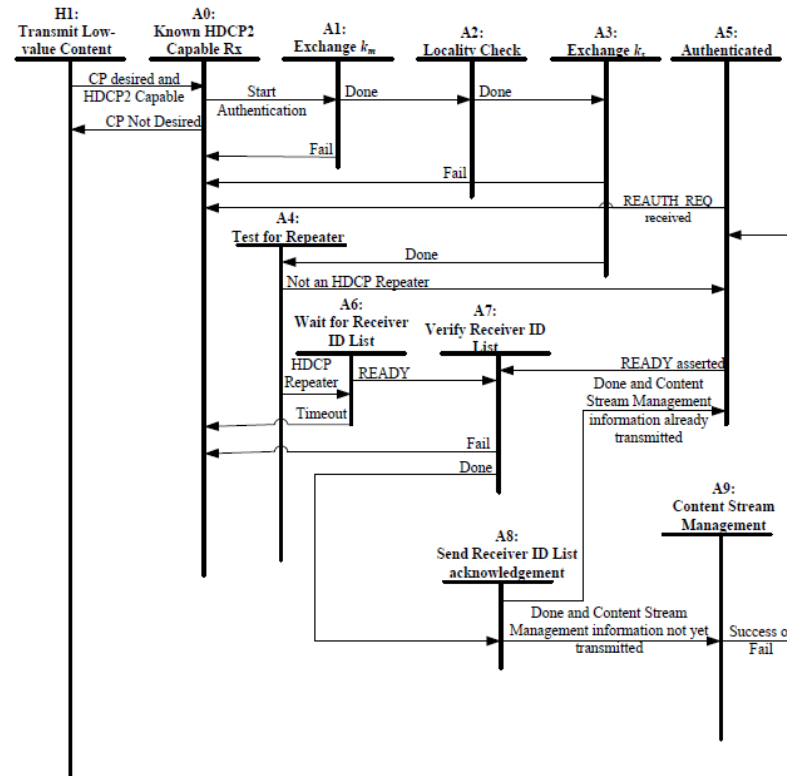 H1:
Transmit Low-
value Content
A0:
Known HDCP2
Capable Rx
A1:
Exchange km
A2:
Locality Check
A3:
Exchange ks
A5:
Authenticated
CP desired and
HDCP2 Capable
Start
Authentication
Done
Done
CP Not Desired
Fail
Fail
REAUTH_REQ
received
A4:
Test for Repeater
Done
Not an HDCP Repeater
A6:
Wait for Receiver
ID List
A7:
Verify Receiver ID
List
HDCP
Repeater
READY
READY asserted
Done and Content
Stream Management
information already
transmitted
Timeout
Fail
Done
A9:
Content Stream
Management
A8:
Send Receiver ID List
acknowledgement
Done and Content Stream
Management information not yet
transmitted
Success o
Fail